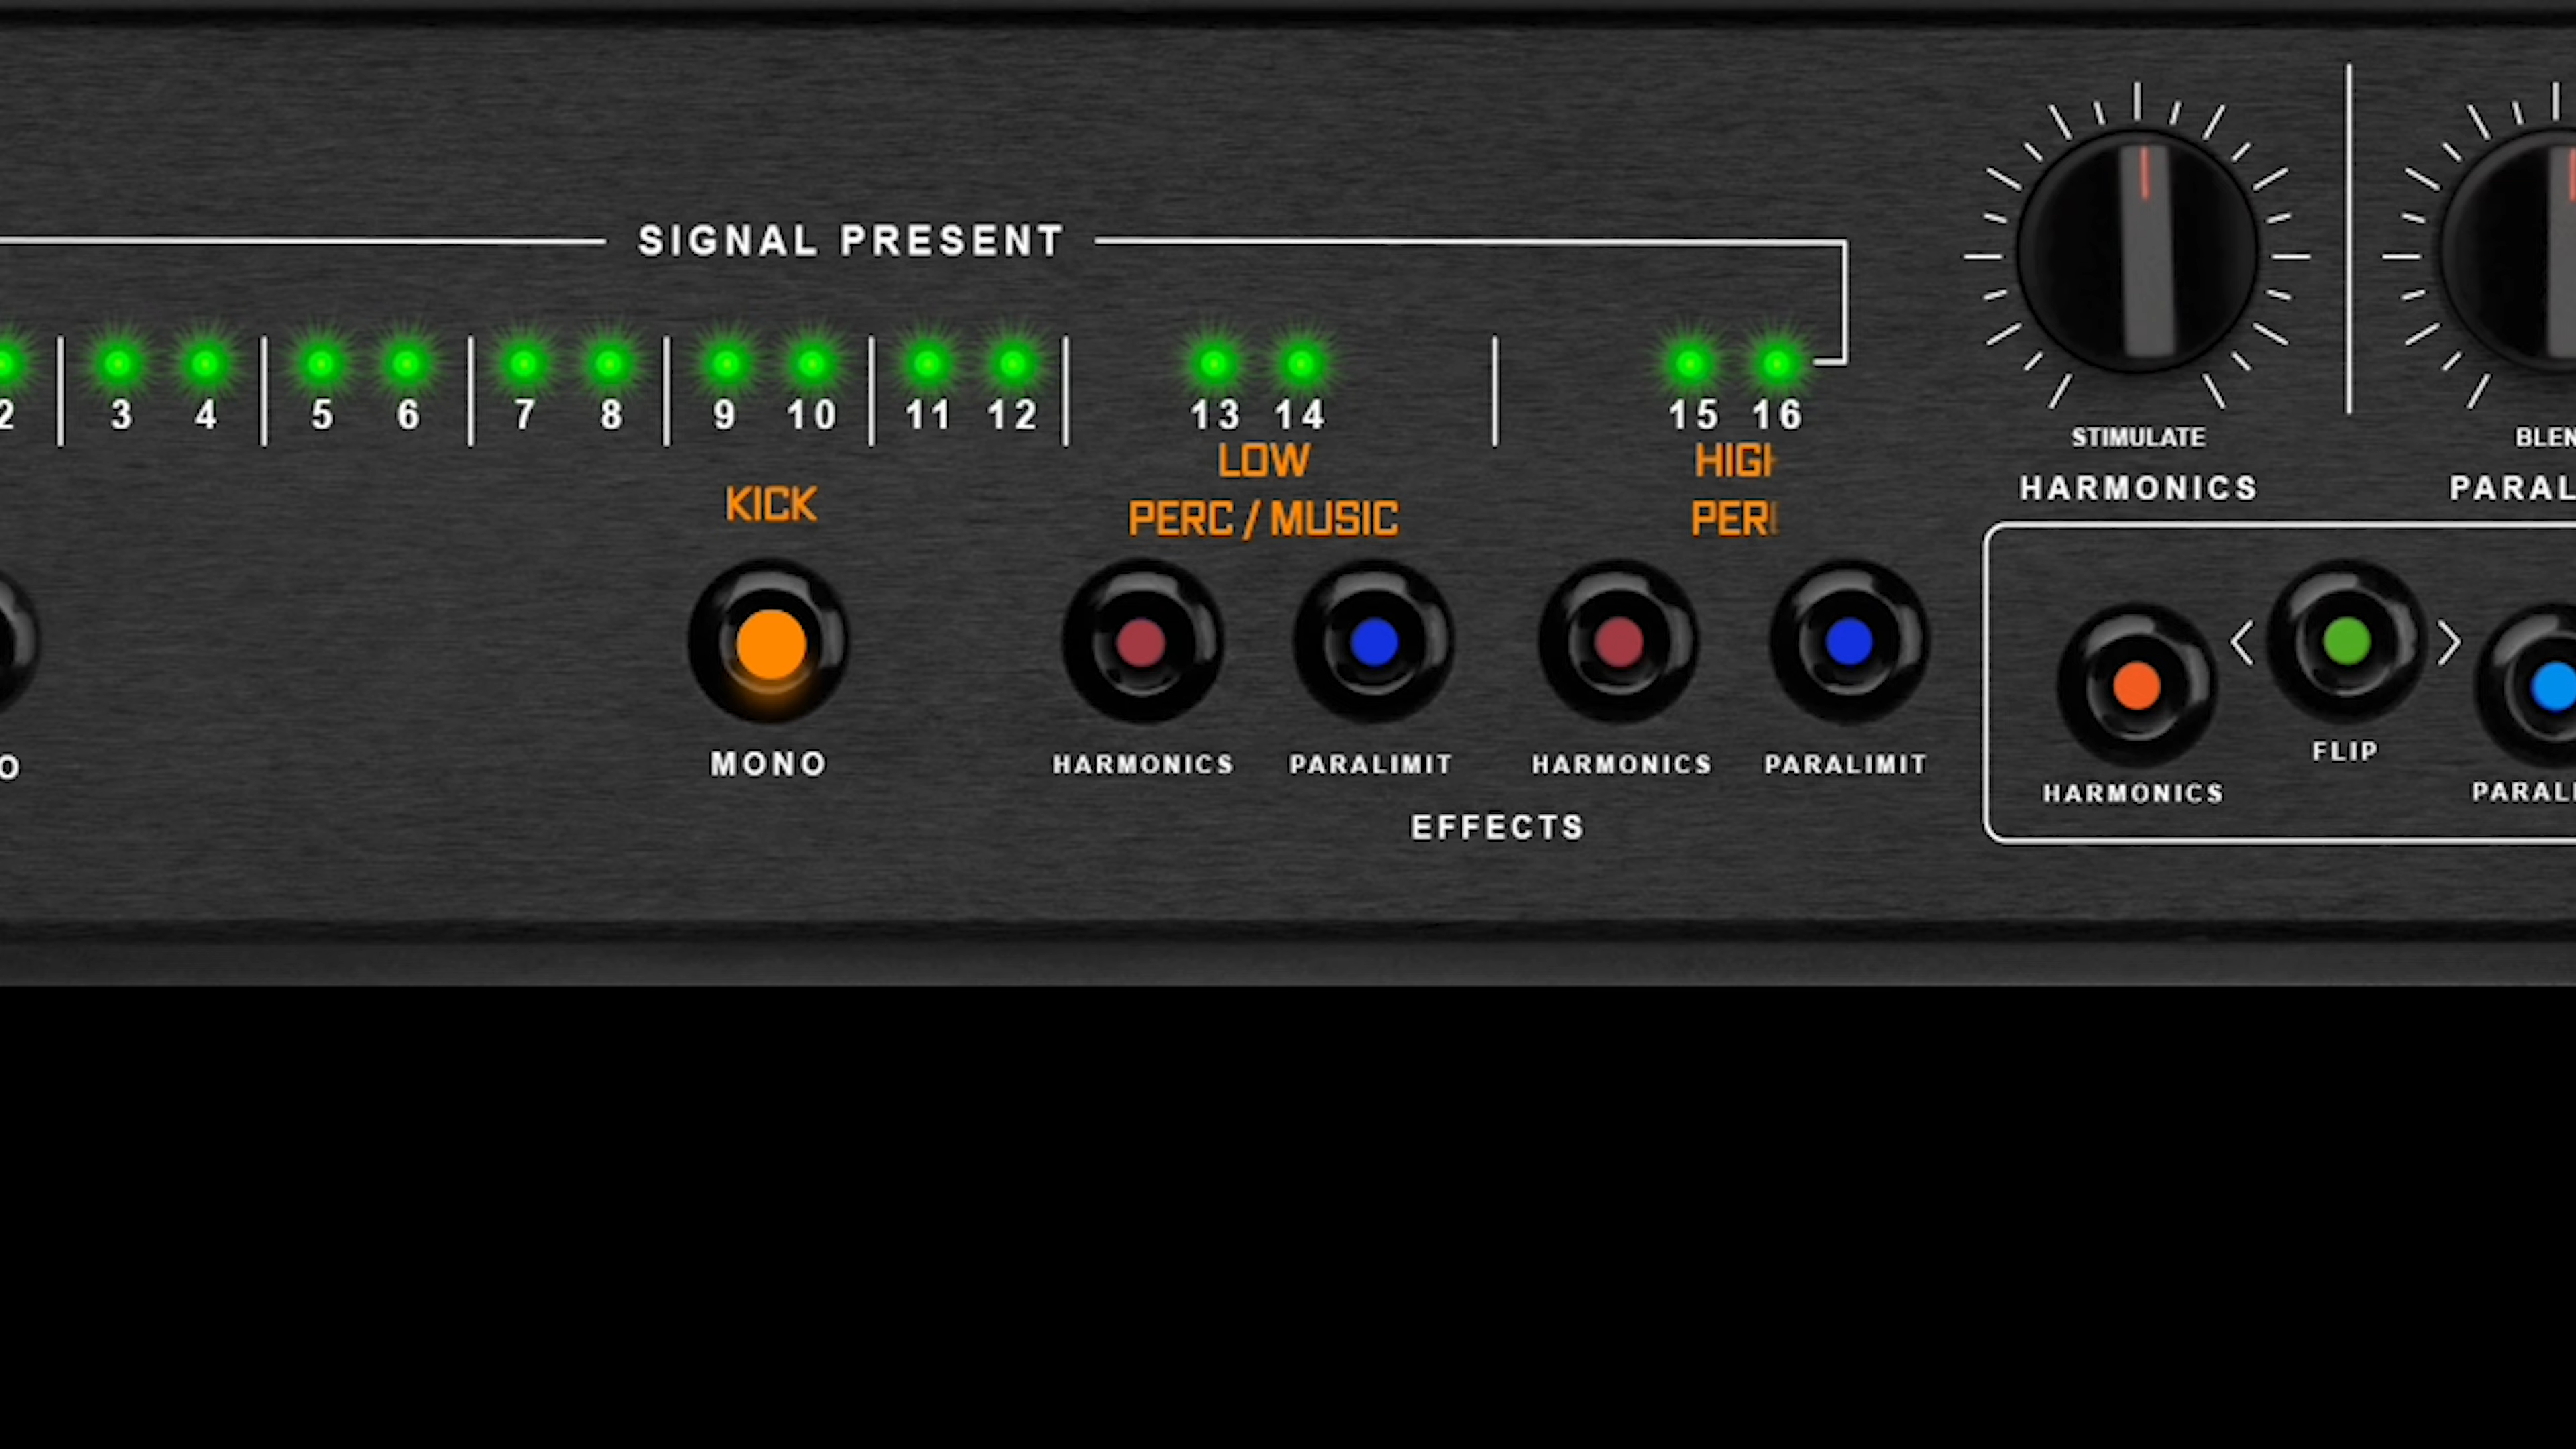 SIGNAL PRESENT
2 3 4 5 6 7 8 9 10 11 12 13 14 15 16
STIMULATE
HARMONICS
LOW
KICK
PERC / MUSIC
MONO
HARMONICS PARALIMIT HARMONICS PARALIMIT
EFFECTS
FLIP
HARMONICS